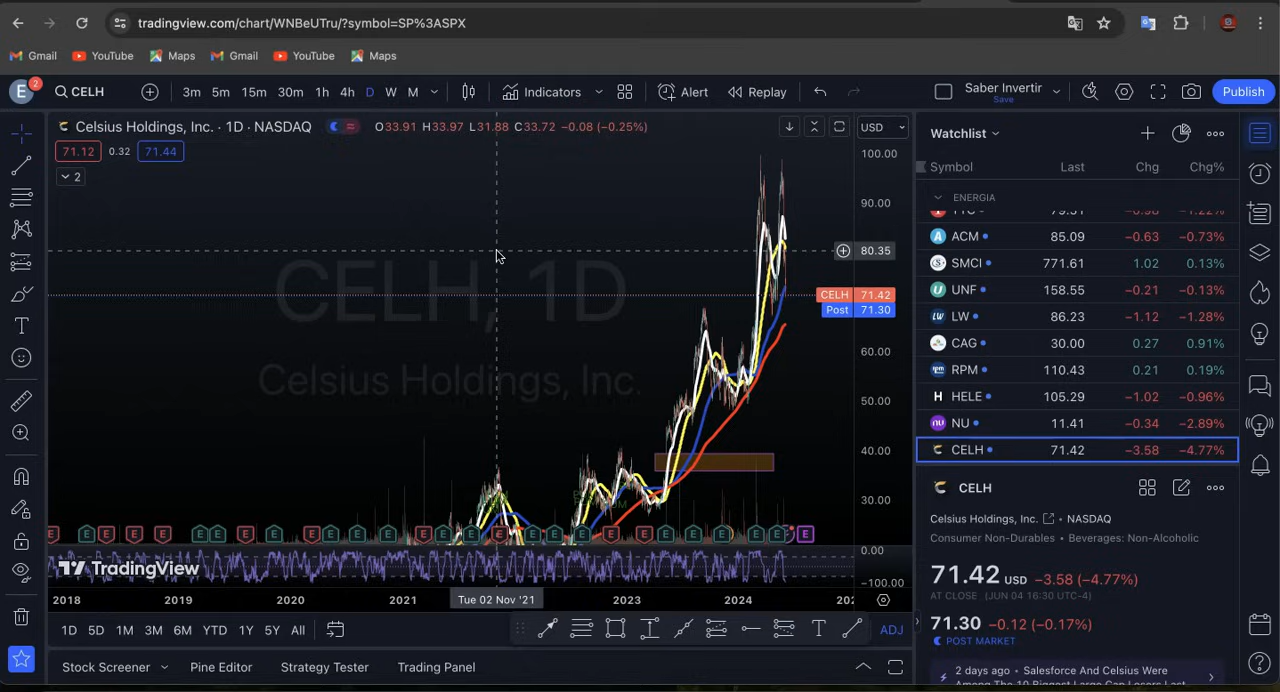 tradingview.com/chart/WNBeUTru/?symbol=SP%3ASPX
Gmail YouTube Maps Gmail YouTube Maps
E 2 CELH 3m 5m 15m 30m 1h 4h D W M Indicators Alert Replay Saber Invertir Save Publish
Celsius Holdings, Inc. · 1D · NASDAQ O33.91 H33.97 L31.88 C33.72 −0.08 (−0.25%) USD
71.12 0.32 71.44
2
100.00
90.00
80.35
CELH 71.42
Post 71.30
60.00
50.00
40.00
30.00
0.00
−100.00
CELH, 1D
Celsius Holdings, Inc.
E E E E E E E E E E E E E E E E E E E E E E E E E E
TradingView
2018 2019 2020 2021 Tue 02 Nov '21 2023 2024
1D 5D 1M 3M 6M YTD 1Y 5Y All ADJ
Stock Screener Pine Editor Strategy Tester Trading Panel
Watchlist
Symbol Last Chg Chg%
ENERGIA
ACM 85.09 −0.63 −0.73%
SMCI 771.61 1.02 0.13%
UNF 158.55 −0.21 −0.13%
LW 86.23 −1.12 −1.28%
CAG 30.00 0.27 0.91%
RPM 110.43 0.21 0.19%
H HELE 105.29 −1.02 −0.96%
nu NU 11.41 −0.34 −2.89%
CELH 71.42 −3.58 −4.77%
CELH
Celsius Holdings, Inc. • NASDAQ
Consumer Non-Durables • Beverages: Non-Alcoholic
71.42 USD −3.58 (−4.77%)
AT CLOSE (JUN 04 16:30 UTC-4)
71.30 −0.12 (−0.17%)
POST MARKET
2 days ago • Salesforce And Celsius Were
Among The 10 Biggest Large Cap Losers Last